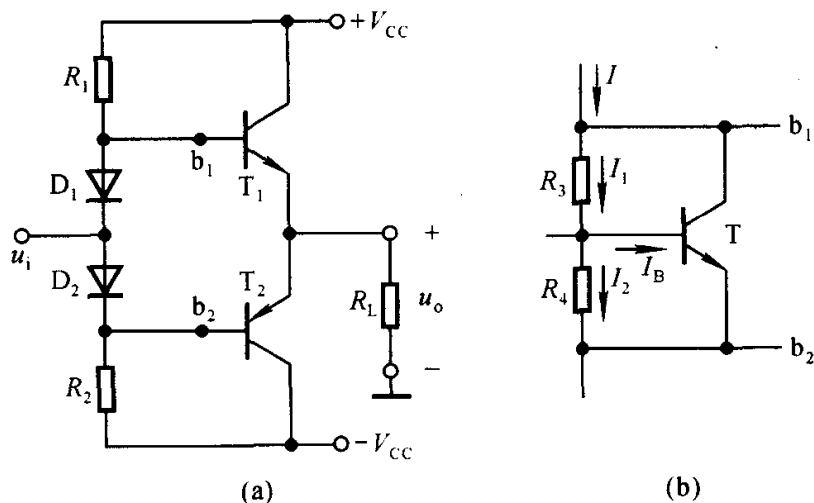 +V_CC
R_1
b_1
T_1
D_1
u_i
D_2
T_2
b_2
R_L
+
u_o
−
R_2
−V_CC
(a)
I
b_1
R_3
I_1
T
I_B
R_4
I_2
b_2
(b)